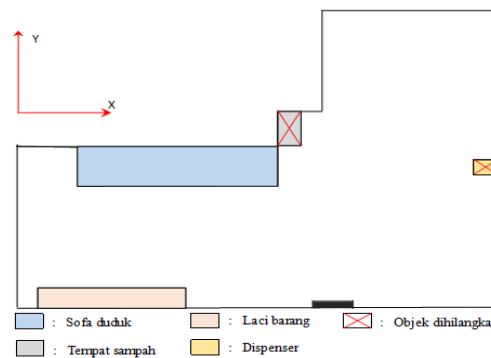 Y
X
: Sofa duduk
: Laci barang
: Objek dihilangka
: Tempat sampah
: Dispenser